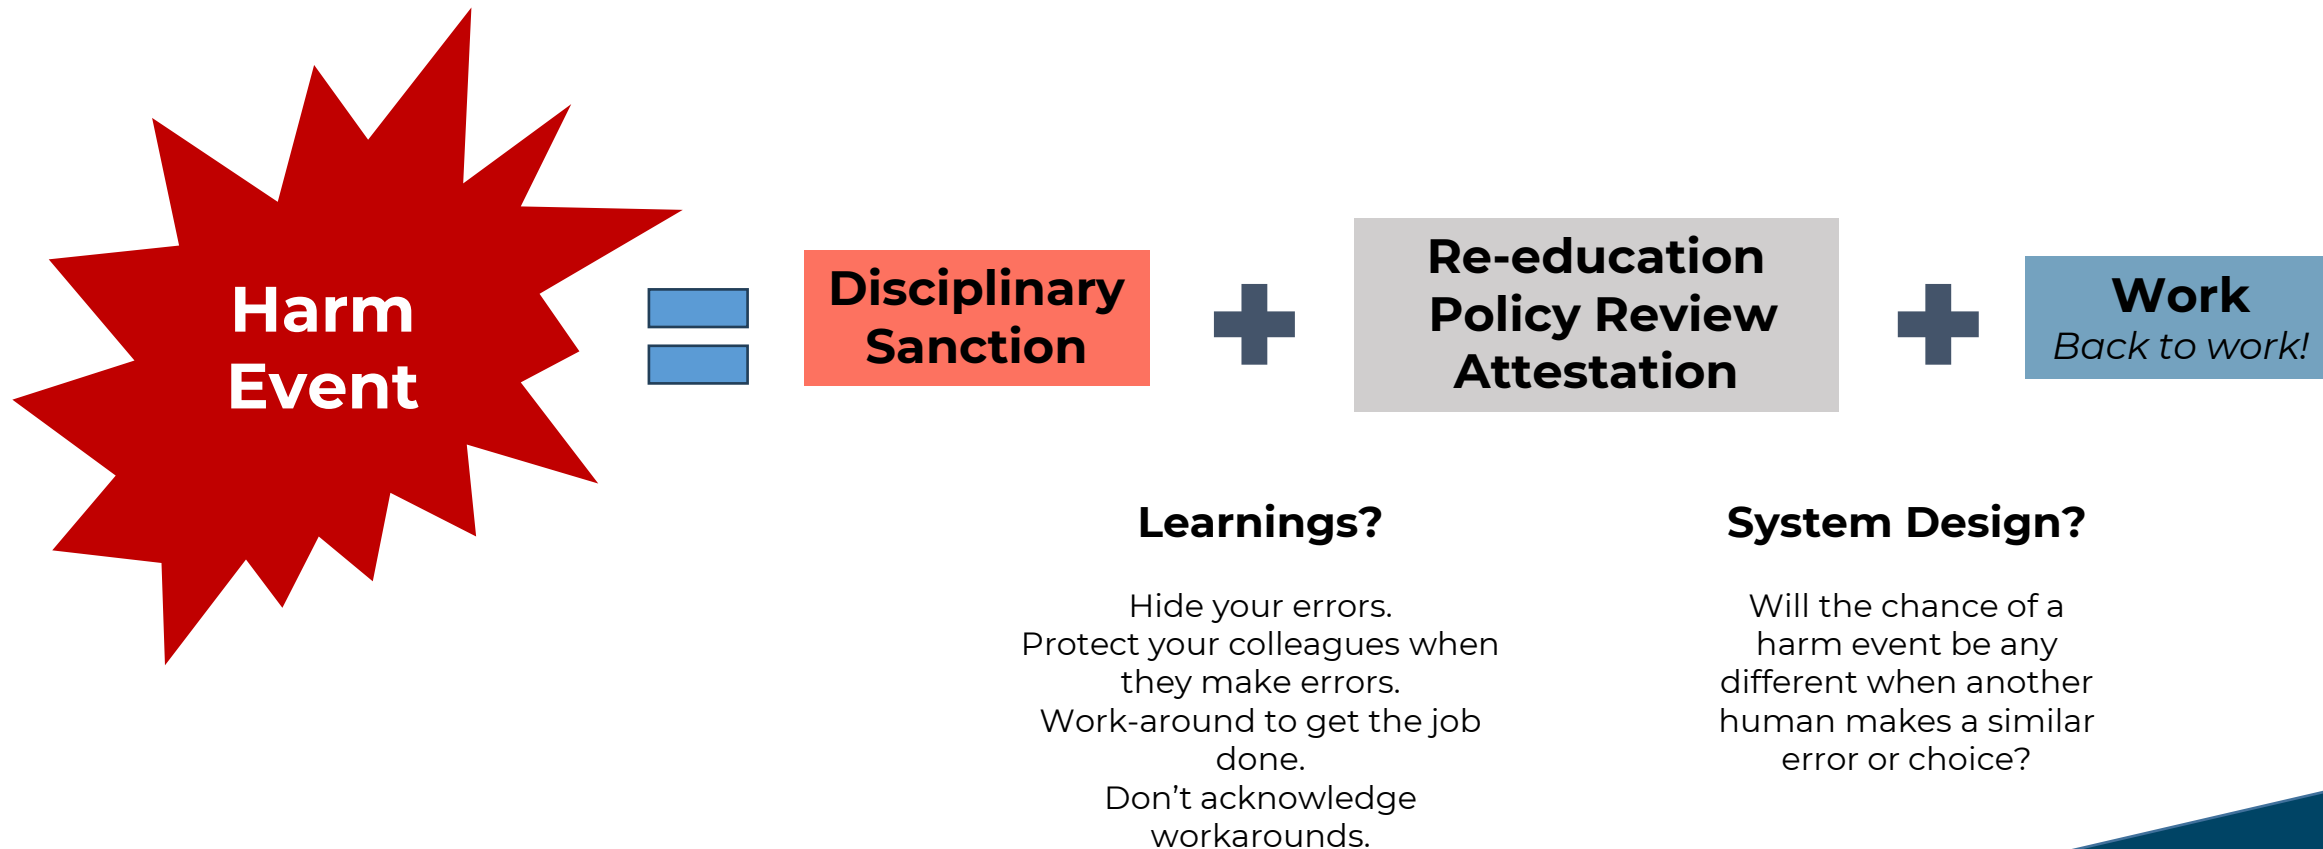 Harm
Event
Disciplinary
Sanction
Re-education
Policy Review
Attestation
Work
Back to work!
Learnings?
Hide your errors.
Protect your colleagues when
they make errors.
Work-around to get the job
done.
Don’t acknowledge
workarounds.
System Design?
Will the chance of a
harm event be any
different when another
human makes a similar
error or choice?